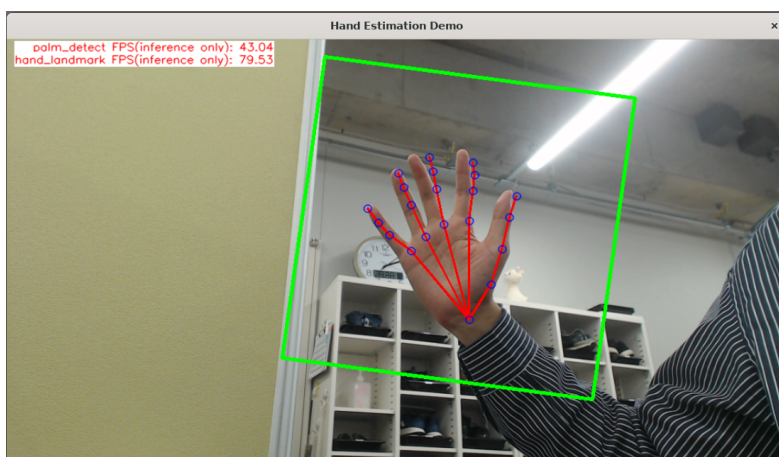 Hand Estimation Demo
×
palm_detect FPS(inference only): 43.04
hand_landmark FPS(inference only): 79.53